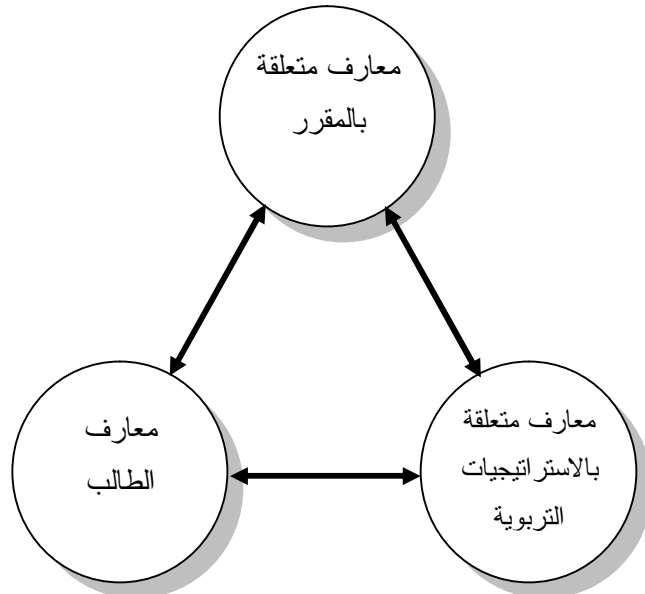 معارف متعلقة
بالمقرر
معارف
الطالب
معارف متعلقة
بالاستراتيجيات
التربوية